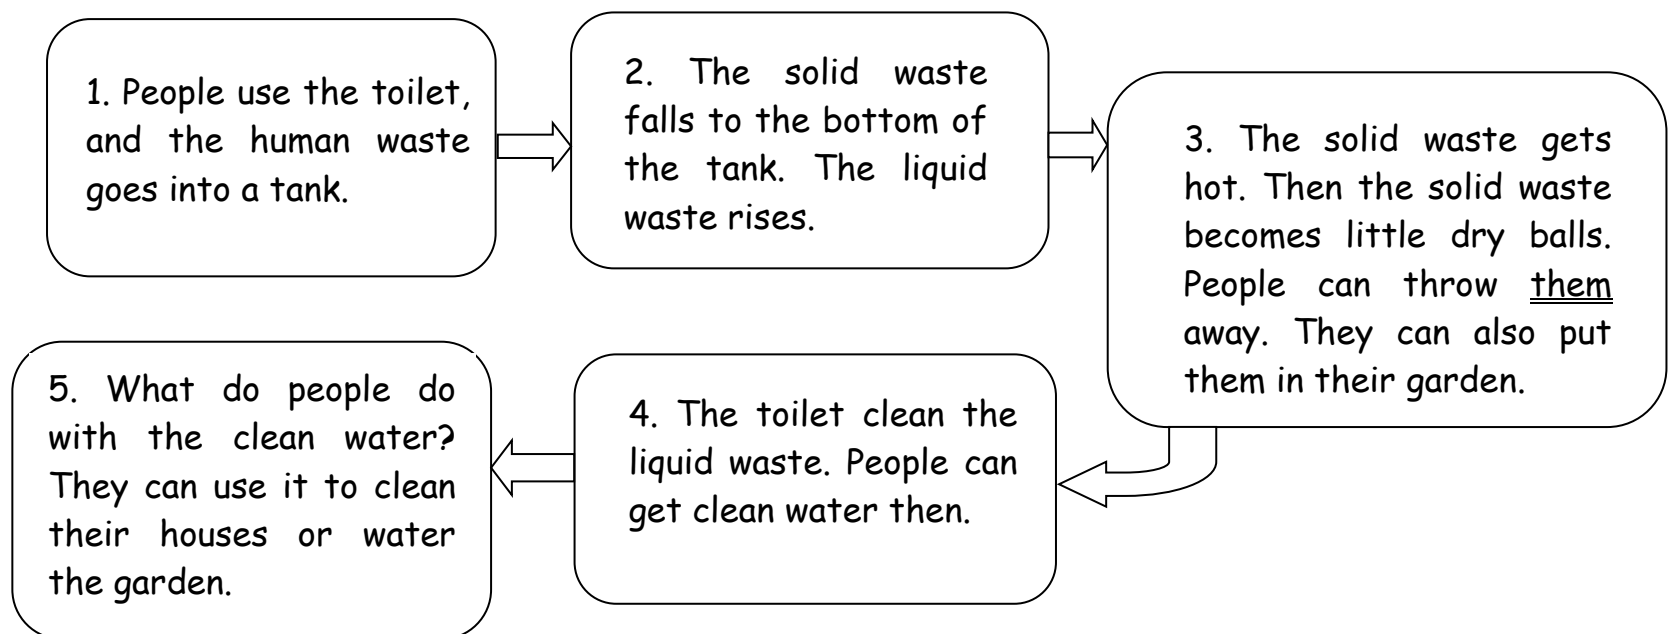 1. People use the toilet,
and the human waste
goes into a tank.
2. The solid waste
falls to the bottom of
the tank. The liquid
waste rises.
3. The solid waste gets
hot. Then the solid waste
becomes little dry balls.
People can throw them
away. They can also put
them in their garden.
4. The toilet clean the
liquid waste. People can
get clean water then.
5. What do people do
with the clean water?
They can use it to clean
their houses or water
the garden.